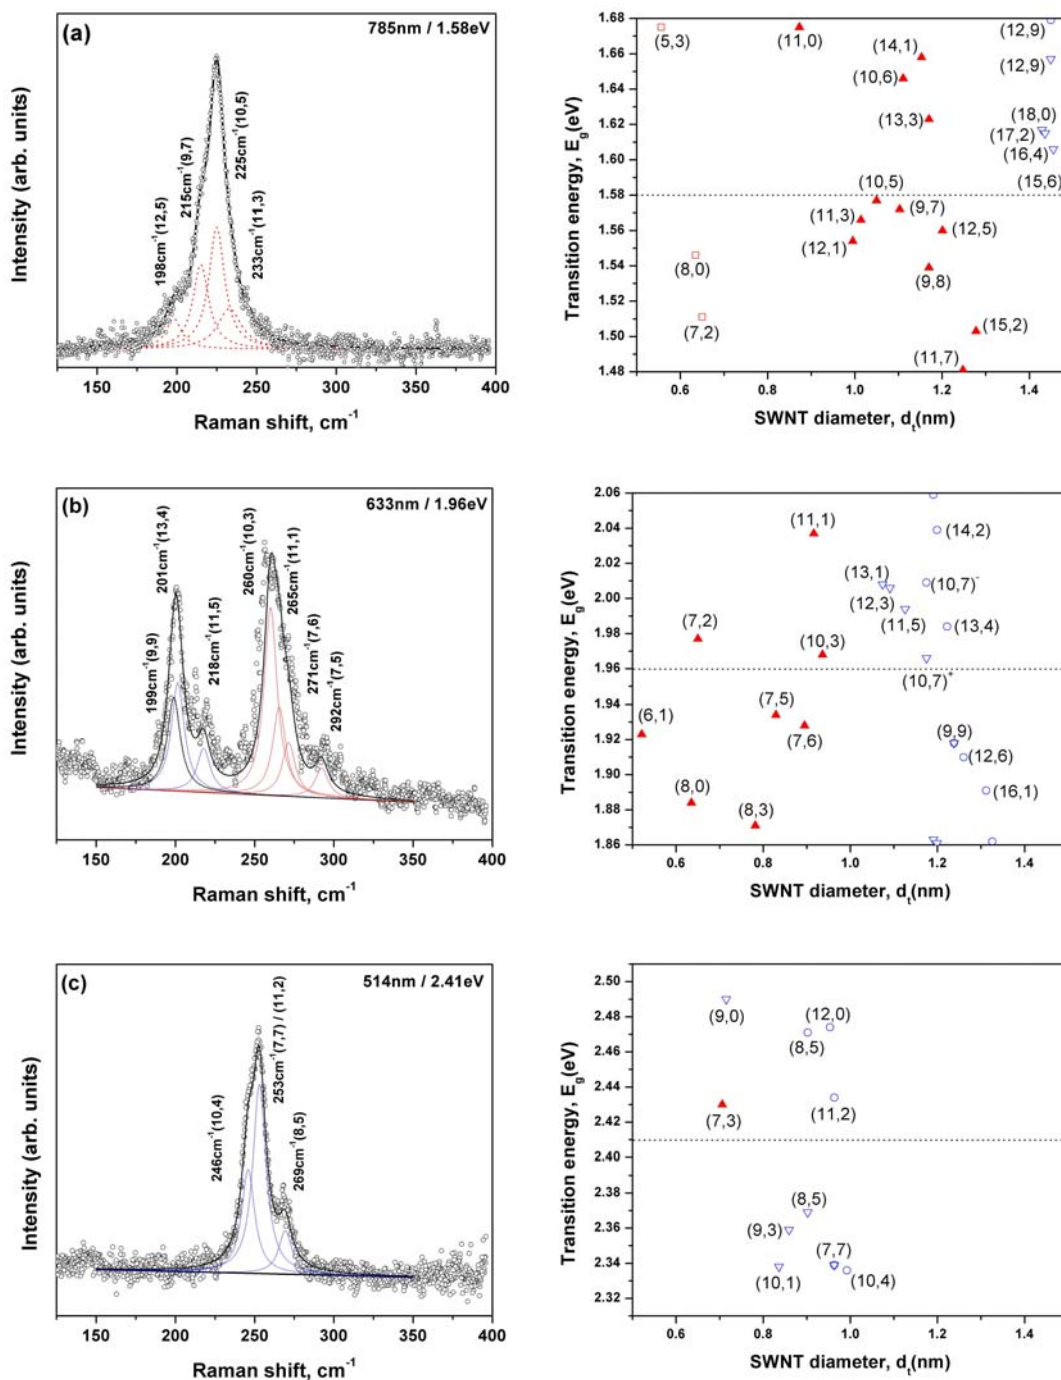 (a)
785nm / 1.58eV
198cm⁻¹(12,5)
215cm⁻¹(9,7)
225cm⁻¹(10,5)
233cm⁻¹(11,3)
Intensity (arb. units)
150 200 250 300 350 400
Raman shift, cm⁻¹
1.68
1.66
1.64
1.62
1.60
1.58
1.56
1.54
1.52
1.50
1.48
Transition energy, E_g(eV)
(5,3)
(11,0)
(14,1)
(12,9)
(10,6)
(12,9)
(13,3)
(18,0)
(17,2)
(16,4)
(10,5)
(15,6)
(11,3)
(9,7)
(12,1)
(12,5)
(8,0)
(9,8)
(7,2)
(15,2)
(11,7)
0.6 0.8 1.0 1.2 1.4
SWNT diameter, d_t(nm)
(b)
633nm / 1.96eV
199cm⁻¹(9,9)
201cm⁻¹(13,4)
218cm⁻¹(11,5)
260cm⁻¹(10,3)
265cm⁻¹(11,1)
271cm⁻¹(7,6)
292cm⁻¹(7,5)
Intensity (arb. units)
150 200 250 300 350 400
Raman shift, cm⁻¹
2.06
2.04
2.02
2.00
1.98
1.96
1.94
1.92
1.90
1.88
1.86
Transition energy, E_g(eV)
(11,1)
(14,2)
(13,1)
(10,7)⁻
(12,3)
(7,2)
(11,5)
(13,4)
(10,3)
(10,7)⁺
(6,1)
(7,5)
(9,9)
(7,6)
(12,6)
(8,0)
(16,1)
(8,3)
0.6 0.8 1.0 1.2 1.4
SWNT diameter, d_t(nm)
(c)
514nm / 2.41eV
246cm⁻¹(10,4)
253cm⁻¹(7,7) / (11,2)
269cm⁻¹(8,5)
Intensity (arb. units)
150 200 250 300 350 400
Raman shift, cm⁻¹
2.50
2.48
2.46
2.44
2.42
2.40
2.38
2.36
2.34
2.32
Transition energy, E_g(eV)
(9,0)
(12,0)
(8,5)
(7,3)
(11,2)
(8,5)
(9,3)
(7,7)
(10,1)
(10,4)
0.6 0.8 1.0 1.2 1.4
SWNT diameter, d_t(nm)